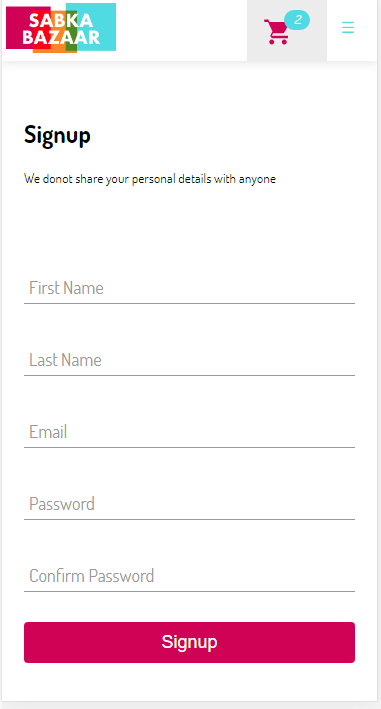 SABKA
BAZAAR
2
Signup
We donot share your personal details with anyone
First Name
Last Name
Email
Password
Confirm Password
Signup